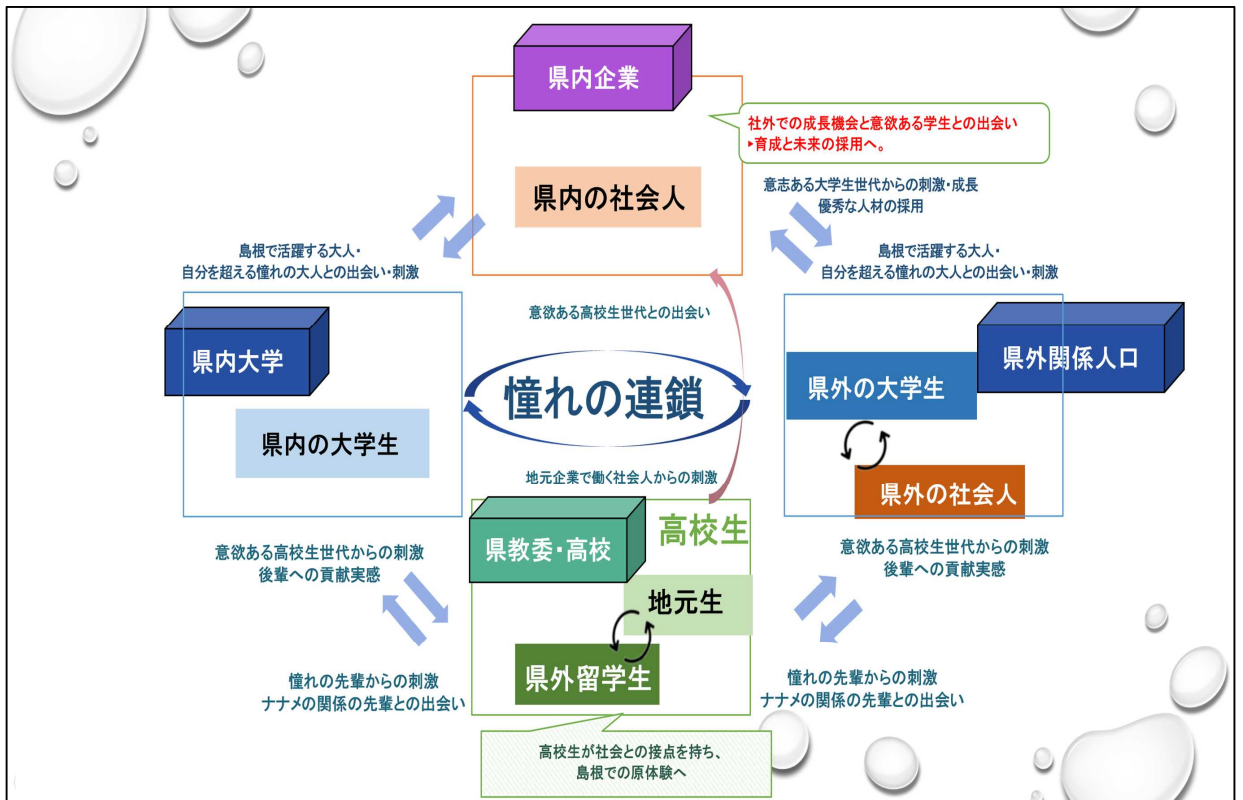 県内企業
社外での成長機会と意欲ある学生との出会い
▸育成と未来の採用へ。
県内の社会人
意志ある大学生世代からの刺激・成長
優秀な人材の採用
島根で活躍する大人・
自分を超える憧れの大人との出会い・刺激
島根で活躍する大人・
自分を超える憧れの大人との出会い・刺激
意欲ある高校生世代との出会い
県内大学
県内の大学生
憧れの連鎖
県外関係人口
県外の大学生
県外の社会人
地元企業で働く社会人からの刺激
県教委・高校
高校生
地元生
県外留学生
意欲ある高校生世代からの刺激
後輩への貢献実感
意欲ある高校生世代からの刺激
後輩への貢献実感
憧れの先輩からの刺激
ナナメの関係の先輩との出会い
憧れの先輩からの刺激
ナナメの関係の先輩との出会い
高校生が社会との接点を持ち、
島根での原体験へ